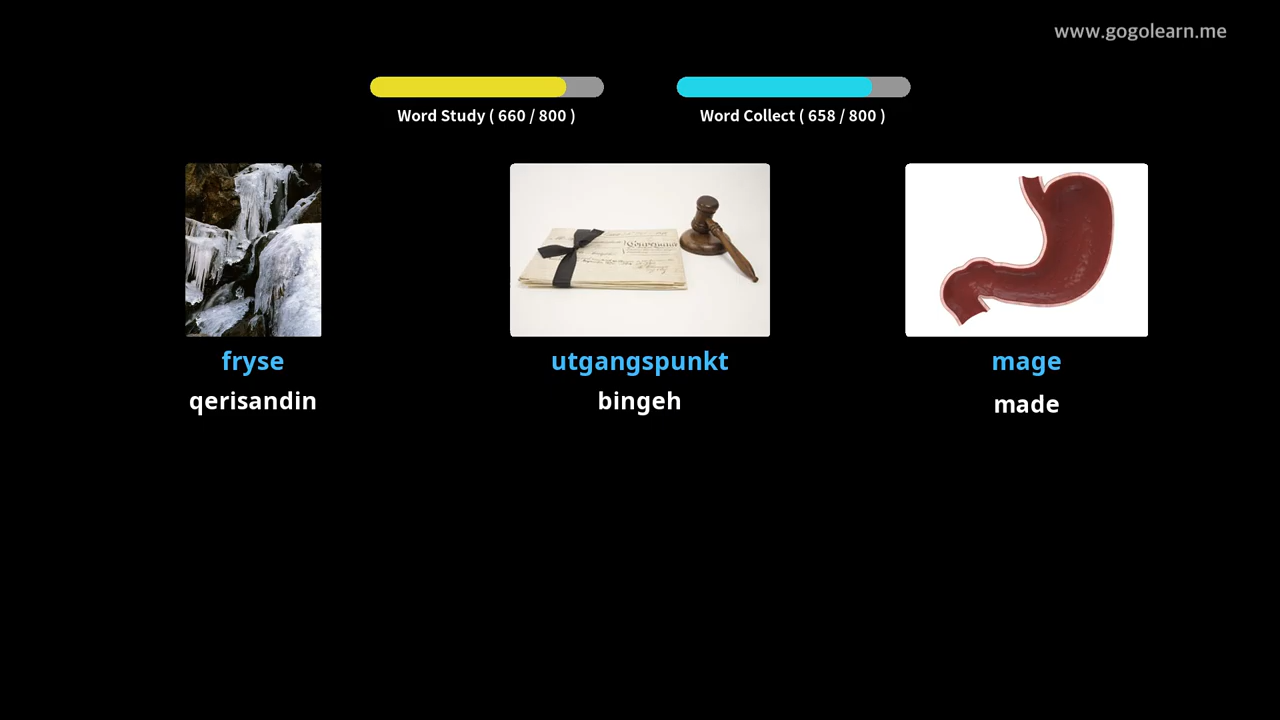 www.gogolearn.me
Word Study ( 660 / 800 )
Word Collect ( 658 / 800 )
fryse
utgangspunkt
mage
qerisandin
bingeh
made